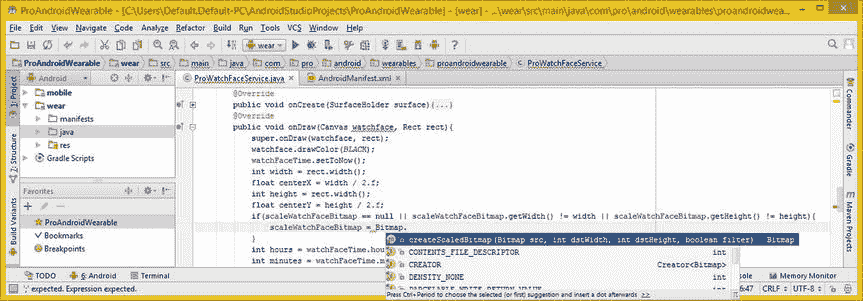 ProAndroidWearable - [C:\Users\Default.Default-PC\AndroidStudioProjects\ProAndroidWearable] - [wear] - ...\wear\src\main\java\com\pro\android\wearables\proandroidwea...
File Edit View Navigate Code Analyze Refactor Build Run Tools VCS Window Help
wear
ProAndroidWearable wear src main java com pro android wearables proandroidwearable ProWatchFaceService
Android
ProWatchFaceService.java AndroidManifest.xml
mobile
wear
manifests
java
res
Gradle Scripts
Favorites
ProAndroidWearable
Bookmarks
Breakpoints
1: Project
7: Structure
Build Variants
@Override
public void onCreate(SurfaceHolder surface){...}
@Override
public void onDraw(Canvas watchface, Rect rect){
super.onDraw(watchface, rect);
watchface.drawColor(BLACK);
watchFaceTime.setToNow();
int width = rect.width();
float centerX = width / 2.f;
int height = rect.width();
float centerY = height / 2.f;
if(scaleWatchFaceBitmap == null || scaleWatchFaceBitmap.getWidth() != width || scaleWatchFaceBitmap.getHeight() != height){
scaleWatchFaceBitmap = Bitmap.
}
int hours = watchFaceTime.hou
int minutes = watchFaceTime.m
createScaledBitmap(Bitmap src, int dstWidth, int dstHeight, boolean filter) Bitmap
CONTENTS_FILE_DESCRIPTOR int
CREATOR Creator<Bitmap>
DENSITY_NONE int
PARCELABLE_WRITE_RETURN_VALUE int
Press Ctrl+Period to choose the selected (or first) suggestion and insert a dot afterwards >>
Commander
Gradle
Maven Projects
TODO 6: Android Terminal
sole Memory Monitor
';' expected. Expression expected.
6:47 CRLF UTF-8